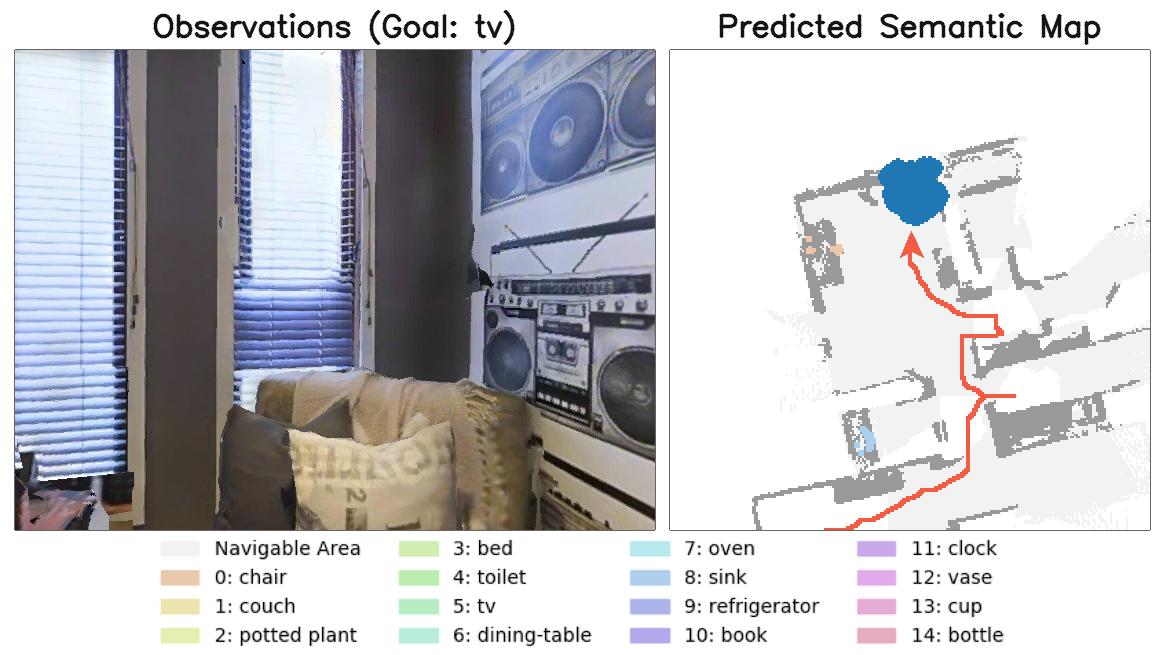 Observations (Goal: tv)
Predicted Semantic Map
2
Navigable Area
0: chair
1: couch
2: potted plant
3: bed
4: toilet
5: tv
6: dining-table
7: oven
8: sink
9: refrigerator
10: book
11: clock
12: vase
13: cup
14: bottle